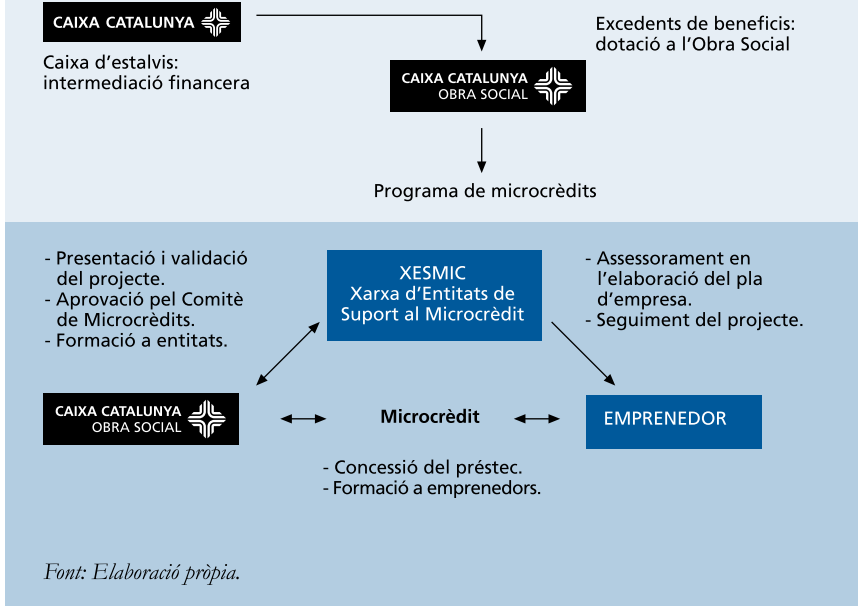 CAIXA CATALUNYA
Caixa d’estalvis:
intermediació financera
Excedents de beneficis:
dotació a l’Obra Social
CAIXA CATALUNYA
OBRA SOCIAL
Programa de microcrèdits
- Presentació i validació
del projecte.
- Aprovació pel Comitè
de Microcrèdits.
- Formació a entitats.
XESMIC
Xarxa d’Entitats de
Suport al Microcrèdit
- Assessorament en
l’elaboració del pla
d’empresa.
- Seguiment del projecte.
CAIXA CATALUNYA
OBRA SOCIAL
Microcrèdit
EMPRENEDOR
- Concessió del préstec.
- Formació a emprenedors.
Font: Elaboració pròpia.